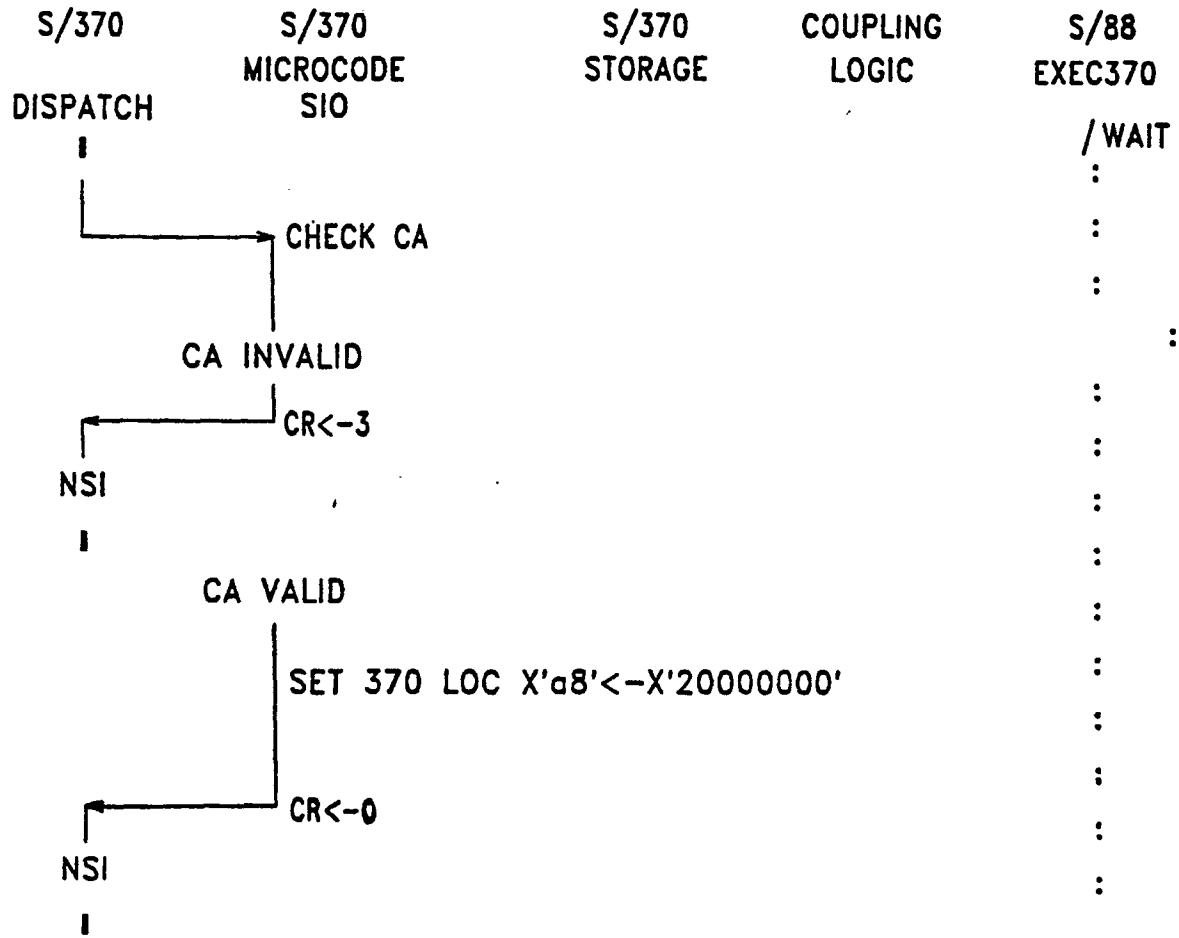 S/370 S/370 S/370 COUPLING S/88
MICROCODE STORAGE LOGIC EXEC370
DISPATCH SIO
/WAIT
CHECK CA
CA INVALID
CR<-3
NSI
CA VALID
SET 370 LOC X'a8'<-X'20000000'
CR<-0
NSI